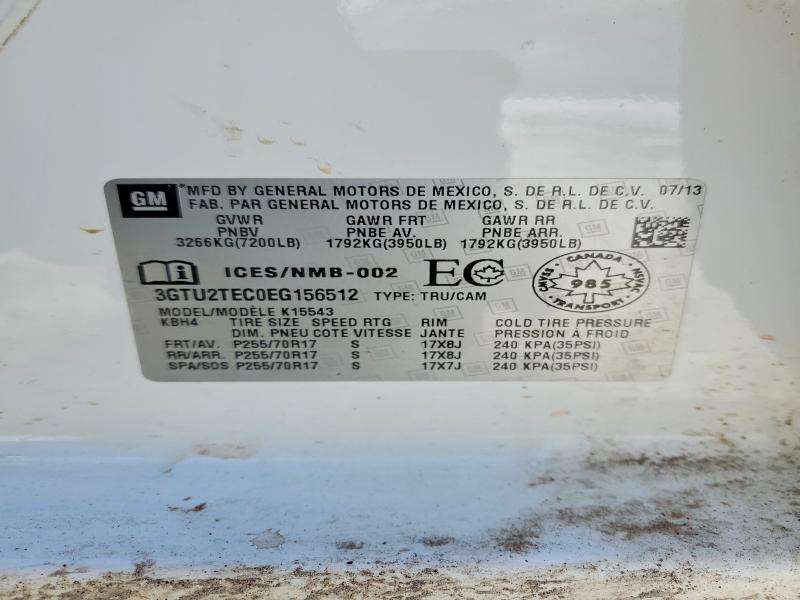 GM
*MFD BY GENERAL MOTORS DE MEXICO, S. DE R.L. DE C.V. 07/13
FAB. PAR GENERAL MOTORS DE MEXICO, S. DE R.L. DE C.V.
GVWR GAWR FRT GAWR RR
PNBV PNBE AV. PNBE ARR.
3266KG(7200LB) 1792KG(3950LB) 1792KG(3950LB)
i ICES/NMB-002 EC CANADA
985
TRANSPORT
CMVSS NSVAC
3GTU2TEC0EG156512 TYPE: TRU/CAM
MODEL/MODÈLE K15543
KBH4 TIRE SIZE SPEED RTG RIM COLD TIRE PRESSURE
DIM. PNEU COTE VITESSE JANTE PRESSION À FROID
FRT/AV. P255/70R17 S 17X8J 240 KPA(35PSI)
RR/ARR. P255/70R17 S 17X8J 240 KPA(35PSI)
SPA/SOS P255/70R17 S 17X7J 240 KPA(35PSI)